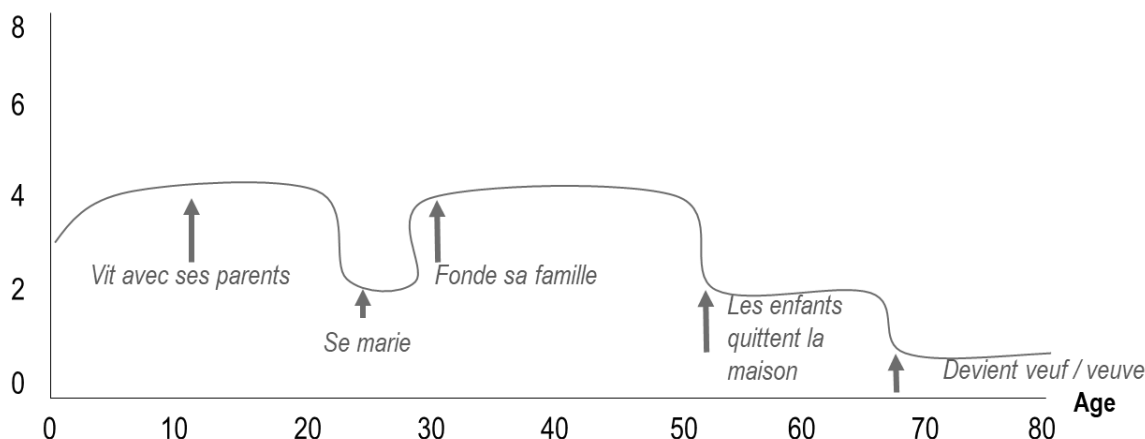 8
6
4
2
0
Vit avec ses parents
Se marie
Fonde sa famille
Les enfants
quittent la
maison
Devient veuf / veuve
Age
0 10 20 30 40 50 60 70 80